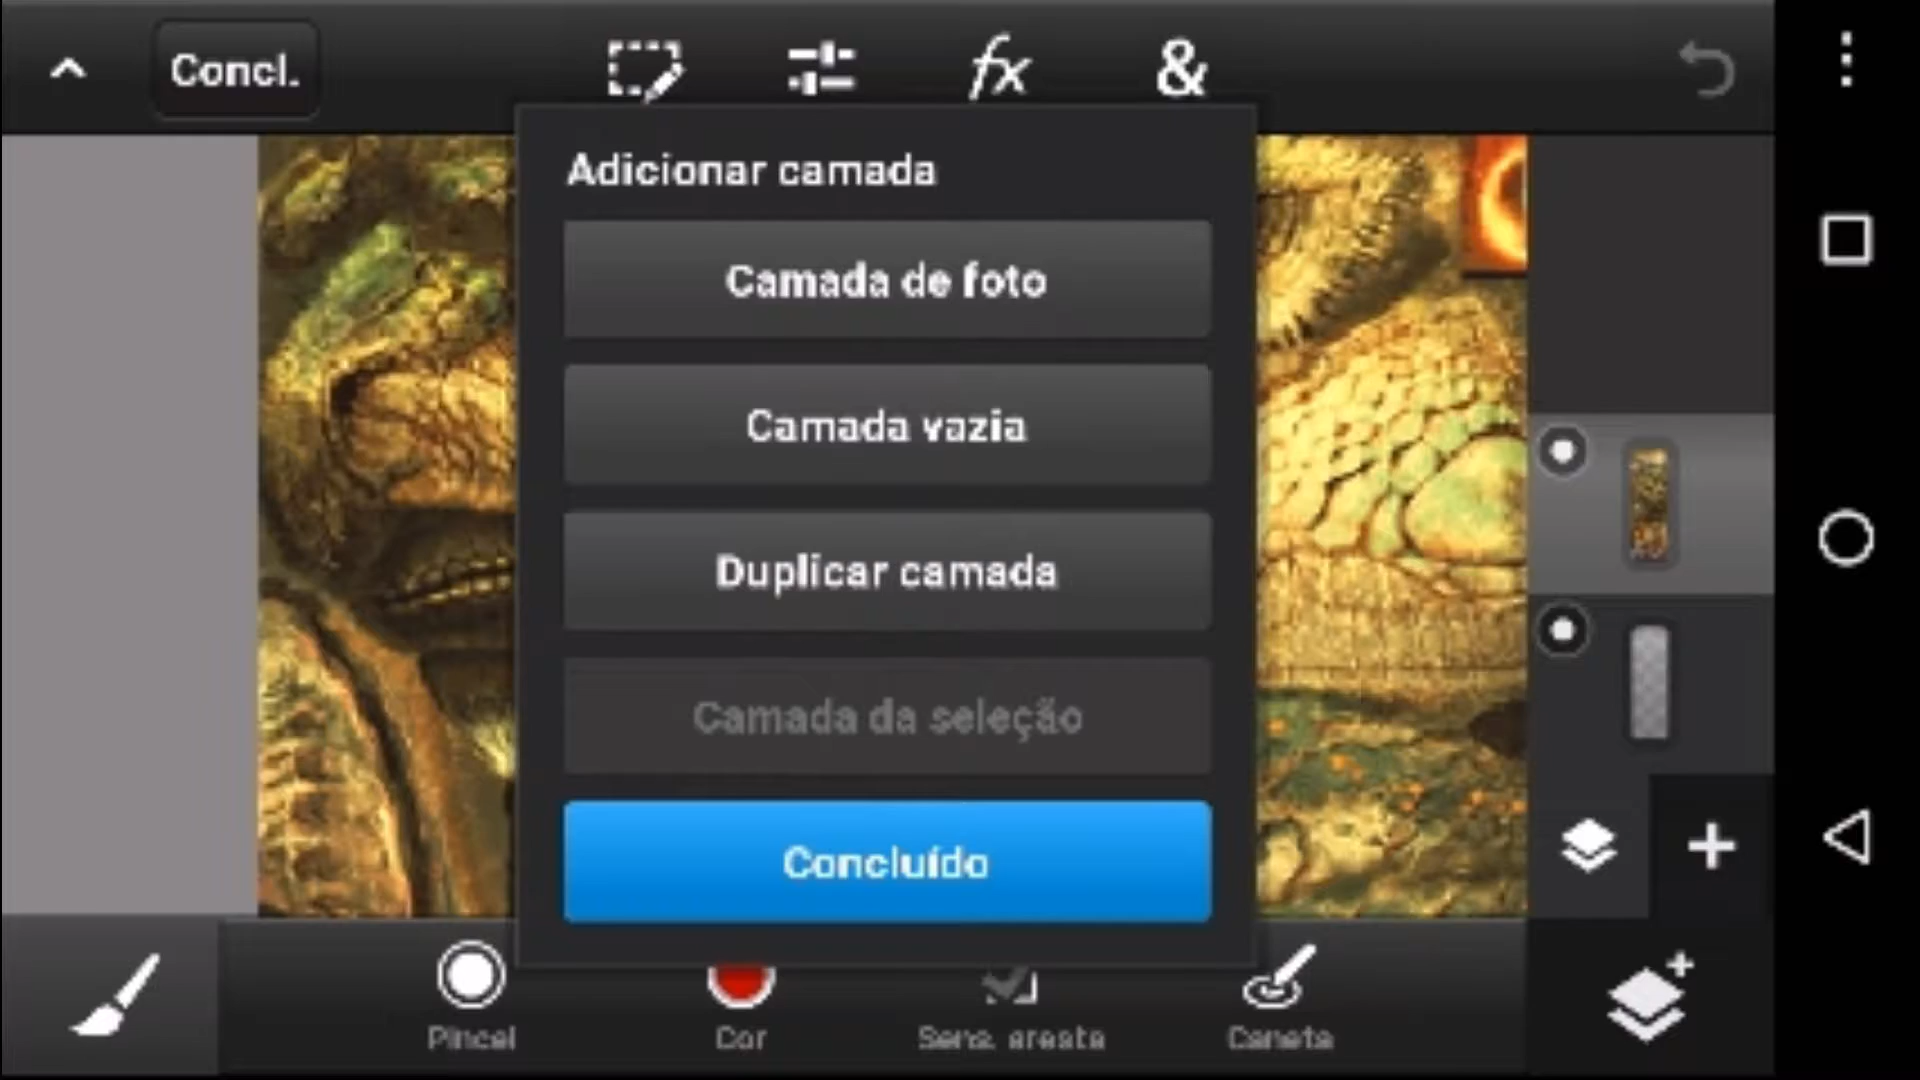 Concl.
fx
&
Adicionar camada
Camada de foto
Camada vazia
Duplicar camada
Camada da seleção
Concluído
Pincel
Cor
Sens. aresta
Caneta